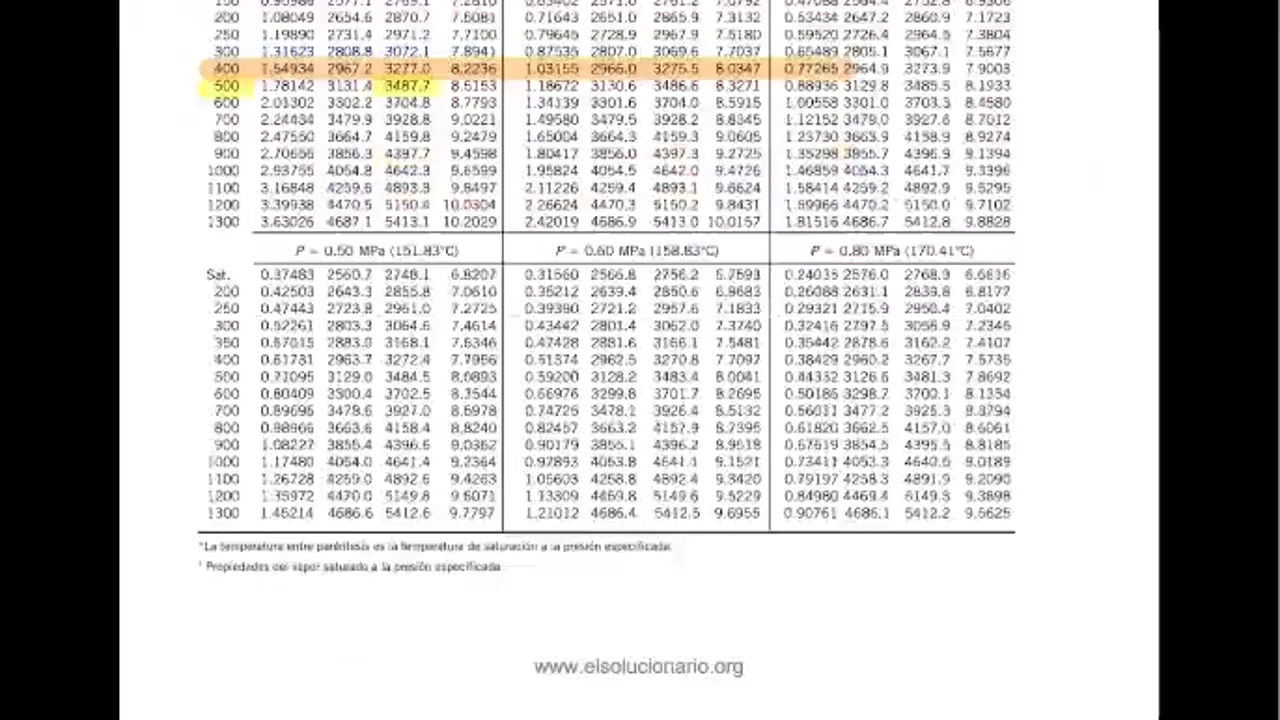 200 1.08049 2654.6 2870.7 7.5081 0.71643 2651.0 2865.9 7.3132 0.53434 2647.2 2860.9 7.1723
250 1.19890 2731.4 2971.2 7.7100 0.79645 2728.9 2967.9 7.5180 0.59520 2726.4 2964.5 7.3804
300 1.31623 2808.8 3072.1 7.8941 0.87535 2807.0 3069.6 7.7037 0.65489 2805.1 3067.1 7.5677
400 1.54934 2967.2 3277.0 8.2236 1.03155 2966.0 3275.5 8.0347 0.77265 2964.9 3273.9 7.9003
500 1.78142 3131.4 3487.7 8.5153 1.18672 3130.6 3486.6 8.3271 0.88936 3129.8 3485.5 8.1933
600 2.01302 3302.2 3704.8 8.7793 1.34139 3301.6 3704.0 8.5915 1.00558 3301.0 3703.3 8.4580
700 2.24434 3479.9 3928.8 9.0221 1.49580 3479.5 3928.2 8.8345 1.12152 3479.0 3927.6 8.7012
800 2.47550 3664.7 4159.8 9.2479 1.65004 3664.3 4159.3 9.0605 1.23730 3663.9 4158.9 8.9274
900 2.70656 3856.3 4397.7 9.4598 1.80417 3856.0 4397.3 9.2725 1.35298 3855.7 4396.9 9.1394
1000 2.93755 4054.8 4642.3 9.6599 1.95824 4054.5 4642.0 9.4726 1.46859 4054.3 4641.7 9.3396
1100 3.16848 4259.6 4893.3 9.8497 2.11226 4259.4 4893.1 9.6624 1.58414 4259.2 4892.9 9.5295
1200 3.39938 4470.5 5150.4 10.0304 2.26624 4470.3 5150.2 9.8431 1.69966 4470.2 5150.0 9.7102
1300 3.63026 4687.1 5413.1 10.2029 2.42019 4686.9 5413.0 10.0157 1.81516 4686.7 5412.8 9.8828
P = 0.50 MPa (151.83°C) P = 0.60 MPa (158.83°C) P = 0.80 MPa (170.41°C)
Sat. 0.37483 2560.7 2748.1 6.8207 0.31560 2566.8 2756.2 6.7593 0.24035 2576.0 2768.9 6.6616
200 0.42503 2643.3 2855.8 7.0610 0.35212 2639.4 2850.6 6.9683 0.26088 2631.1 2839.8 6.8177
250 0.47443 2723.8 2961.0 7.2725 0.39390 2721.2 2957.6 7.1833 0.29321 2715.9 2950.4 7.0402
300 0.52261 2803.3 3064.6 7.4614 0.43442 2801.4 3062.0 7.3740 0.32416 2797.5 3056.9 7.2345
350 0.57015 2883.0 3168.1 7.6346 0.47428 2881.6 3166.1 7.5481 0.35442 2878.6 3162.2 7.4107
400 0.61731 2963.7 3272.4 7.7956 0.51374 2962.5 3270.8 7.7097 0.38429 2960.2 3267.7 7.5735
500 0.71095 3129.0 3484.5 8.0893 0.59200 3128.2 3483.4 8.0041 0.44332 3126.6 3481.3 7.8692
600 0.80409 3300.4 3702.5 8.3544 0.66976 3299.8 3701.7 8.2695 0.50186 3298.7 3700.1 8.1354
700 0.89696 3478.6 3927.0 8.5978 0.74725 3478.1 3926.4 8.5132 0.56011 3477.2 3925.3 8.3794
800 0.98966 3663.6 4158.4 8.8240 0.82457 3663.2 4157.9 8.7395 0.61820 3662.5 4157.0 8.6061
900 1.08227 3855.4 4396.6 9.0362 0.90179 3855.1 4396.2 8.9518 0.67619 3854.5 4395.5 8.8185
1000 1.17480 4054.0 4641.4 9.2364 0.97893 4053.8 4641.1 9.1521 0.73411 4053.3 4640.6 9.0189
1100 1.26728 4259.0 4892.6 9.4263 1.05603 4258.8 4892.4 9.3420 0.79197 4258.3 4891.9 9.2090
1200 1.35972 4470.0 5149.8 9.6071 1.13309 4469.8 5149.6 9.5229 0.84980 4469.4 5149.3 9.3898
1300 1.45214 4686.6 5412.6 9.7797 1.21012 4686.4 5412.5 9.6955 0.90761 4686.1 5412.2 9.5625
*La temperatura entre paréntesis es la temperatura de saturación a la presión especificada.
† Propiedades del vapor saturado a la presión especificada.
www.elsolucionario.org